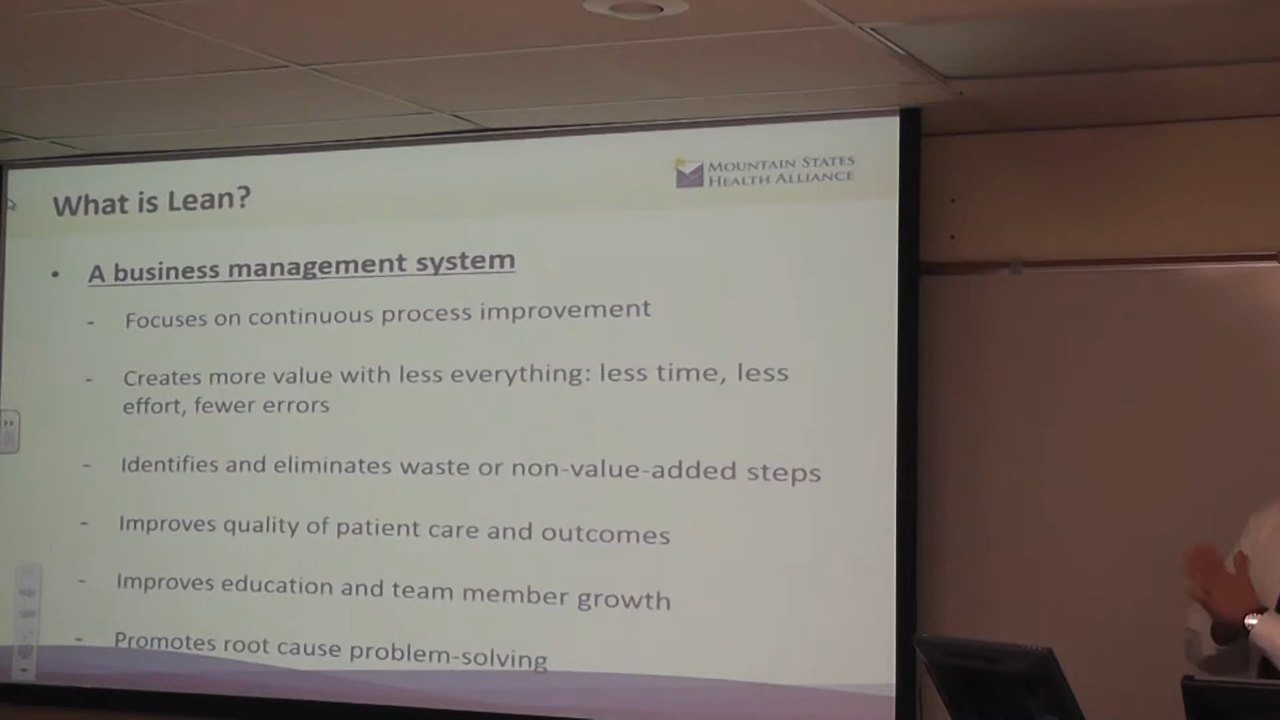 MOUNTAIN STATES
HEALTH ALLIANCE
What is Lean?
• A business management system
- Focuses on continuous process improvement
- Creates more value with less everything: less time, less
effort, fewer errors
- Identifies and eliminates waste or non-value-added steps
- Improves quality of patient care and outcomes
- Improves education and team member growth
- Promotes root cause problem-solving